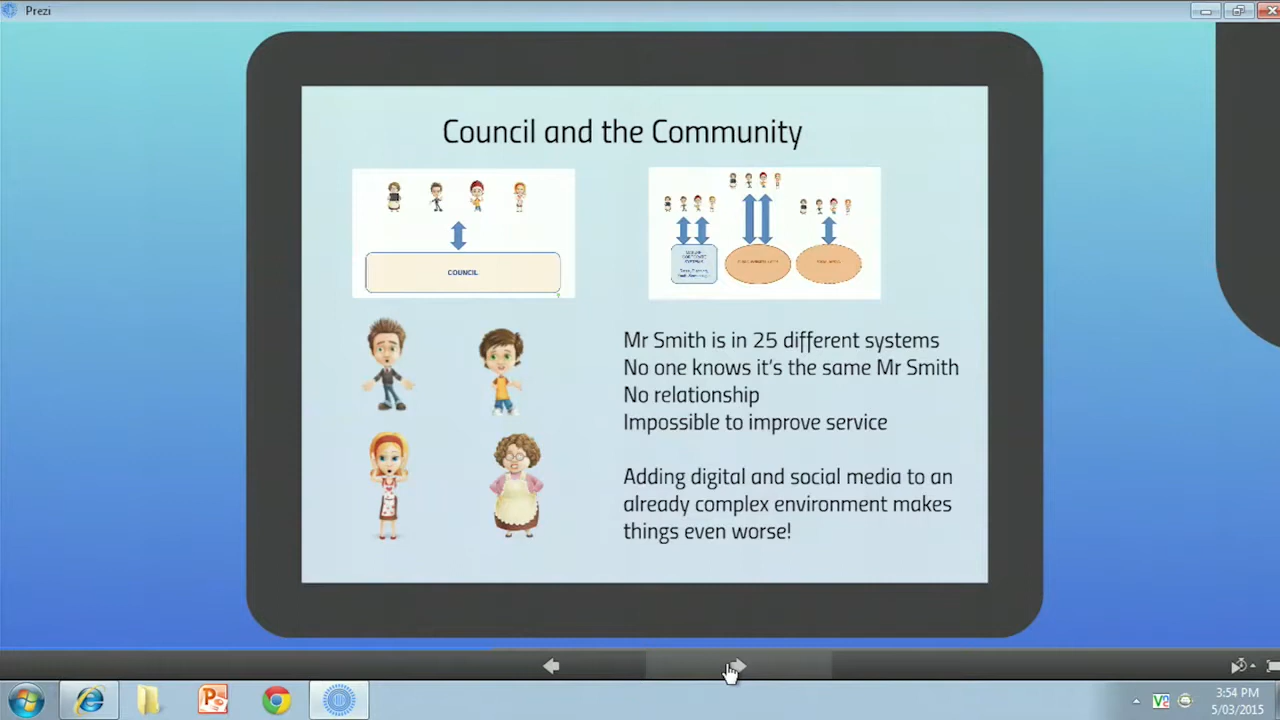 Prezi
Council and the Community
COUNCIL
Mr Smith is in 25 different systems
No one knows it's the same Mr Smith
No relationship
Impossible to improve service
Adding digital and social media to an
already complex environment makes
things even worse!
3:54 PM
5/03/2015